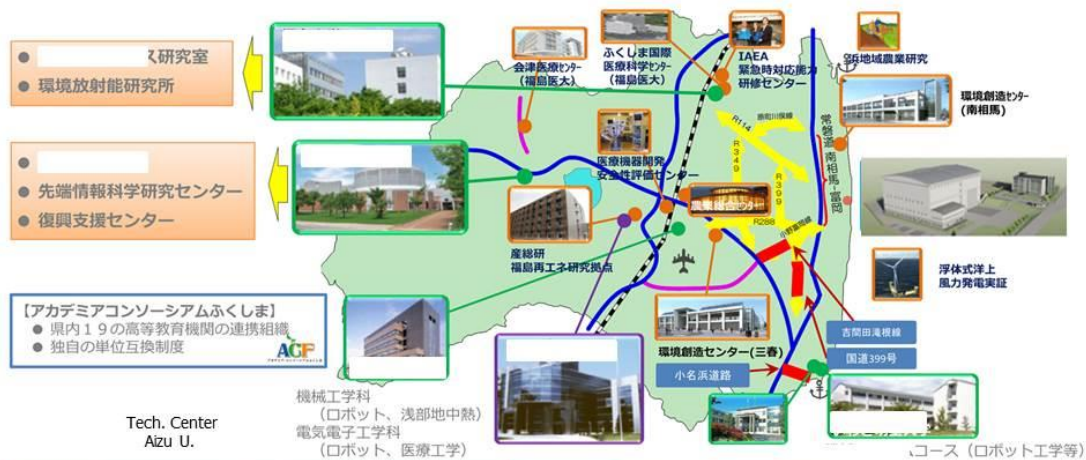 ス研究室
環境放射能研究所
先端情報科学研究センター
復興支援センター
【アカデミアコンソーシアムふくしま】
県内19の高等教育機関の連携組織
独自の単位互換制度
ACF
Tech. Center
Aizu U.
会津医療センター
(福島医大)
ふくしま国際
医療科学センター
(福島医大)
IAEA
緊急時対応能力
研修センター
浜地域農業研究
環境創造センター
(南相馬)
医療機器開発
安全性評価センター
農業総合センター
R114
R349
R399
R288
小野富岡線
常磐道 南相馬-富岡
産総研
福島再エネ研究拠点
浮体式洋上
風力発電実証
環境創造センター(三春)
吉間田滝根線
国道399号
小名浜道路
機械工学科
(ロボット、浅部地中熱)
電気電子工学科
(ロボット、医療工学)
コース(ロボット工学等)